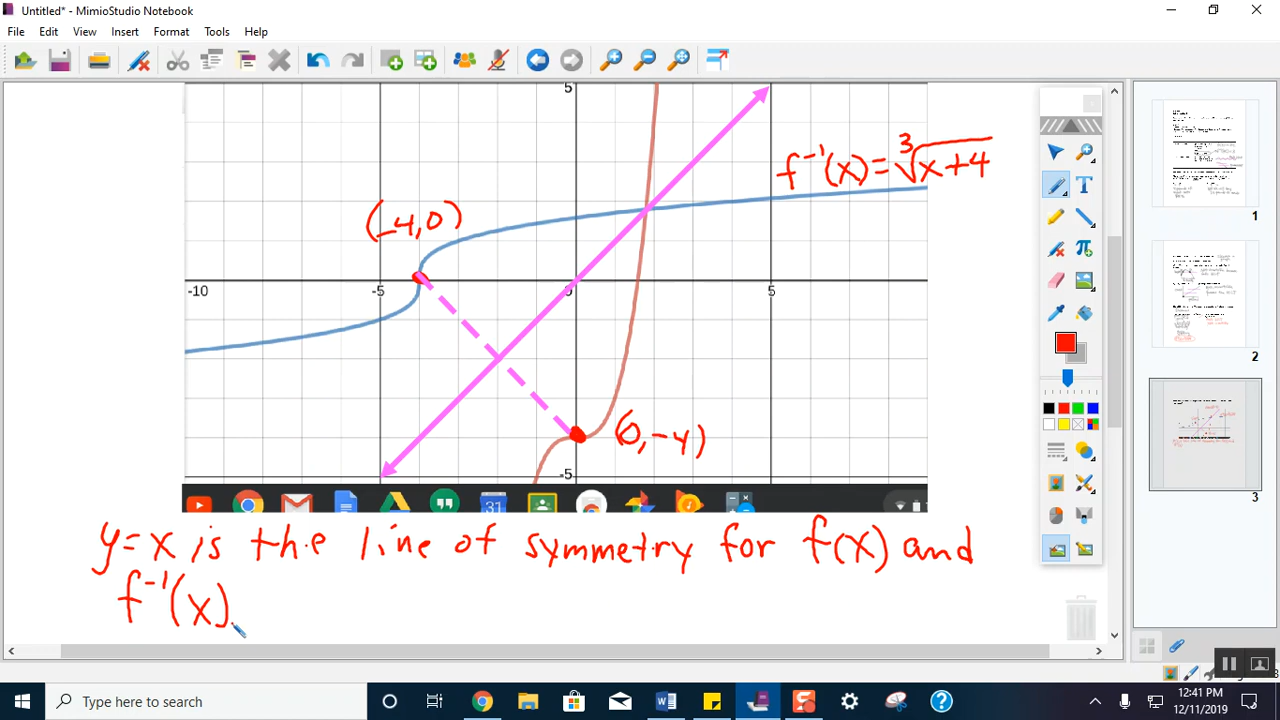 Untitled* - MimioStudio Notebook
File Edit View Insert Format Tools Help
5
f⁻¹(x)=∛x+4
(-4,0)
-10 -5 0 5
(0,-4)
-5
31
y=x is the line of symmetry for f(x) and
f⁻¹(x)
T
π
1
2
3
Type here to search
12:41 PM
12/11/2019